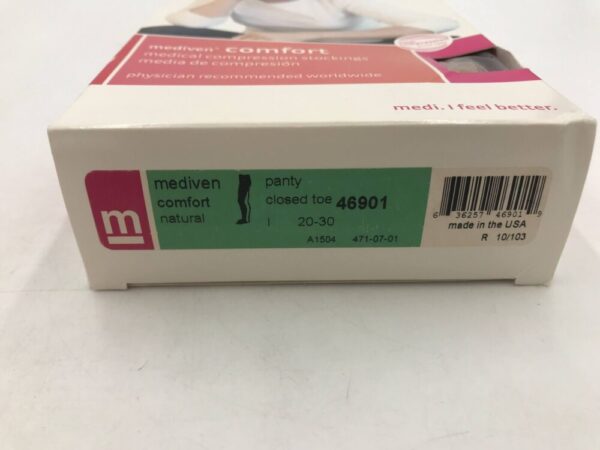 mediven® comfort
medical compression stockings
media de compresión
physician recommended worldwide
medi. I feel better.
m
mediven
comfort
natural
panty
closed toe 46901
I 20-30
A1504 471-07-01
6 36257 46901 9
made in the USA
R 10/103